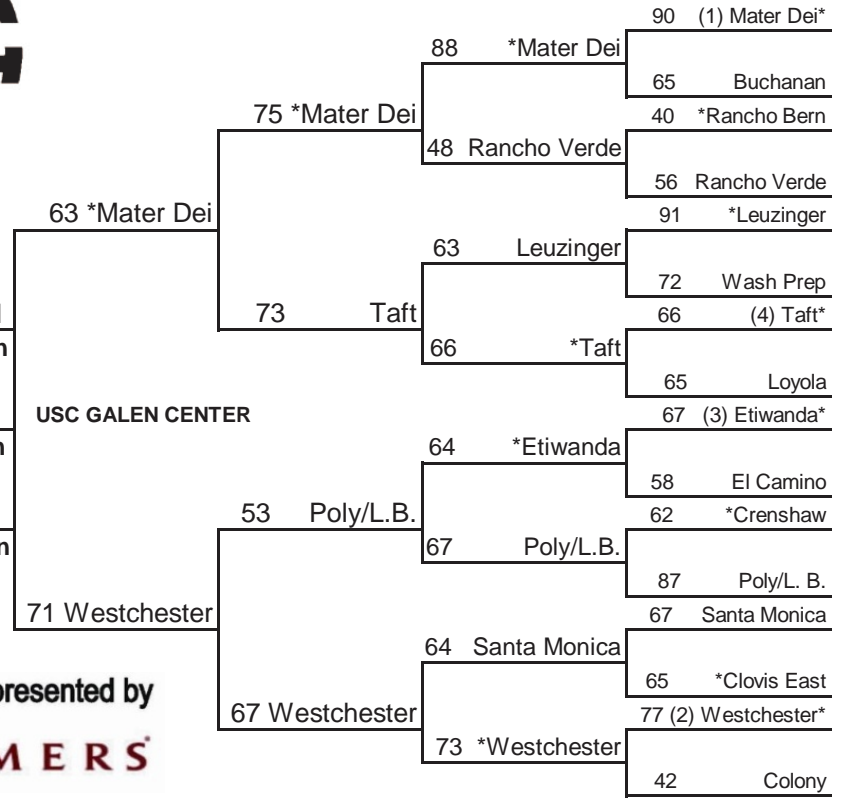 90 (1) Mater Dei*
88 *Mater Dei
65 Buchanan
75 *Mater Dei
40 *Rancho Bern
48 Rancho Verde
56 Rancho Verde
63 *Mater Dei
91 *Leuzinger
63 Leuzinger
72 Wash Prep
73 Taft
66 (4) Taft*
66 *Taft
65 Loyola
USC GALEN CENTER
67 (3) Etiwanda*
64 *Etiwanda
58 El Camino
53 Poly/L.B.
62 *Crenshaw
67 Poly/L.B.
87 Poly/L. B.
71 Westchester
67 Santa Monica
64 Santa Monica
65 *Clovis East
67 Westchester
77 (2) Westchester*
73 *Westchester
42 Colony
presented by
MERS